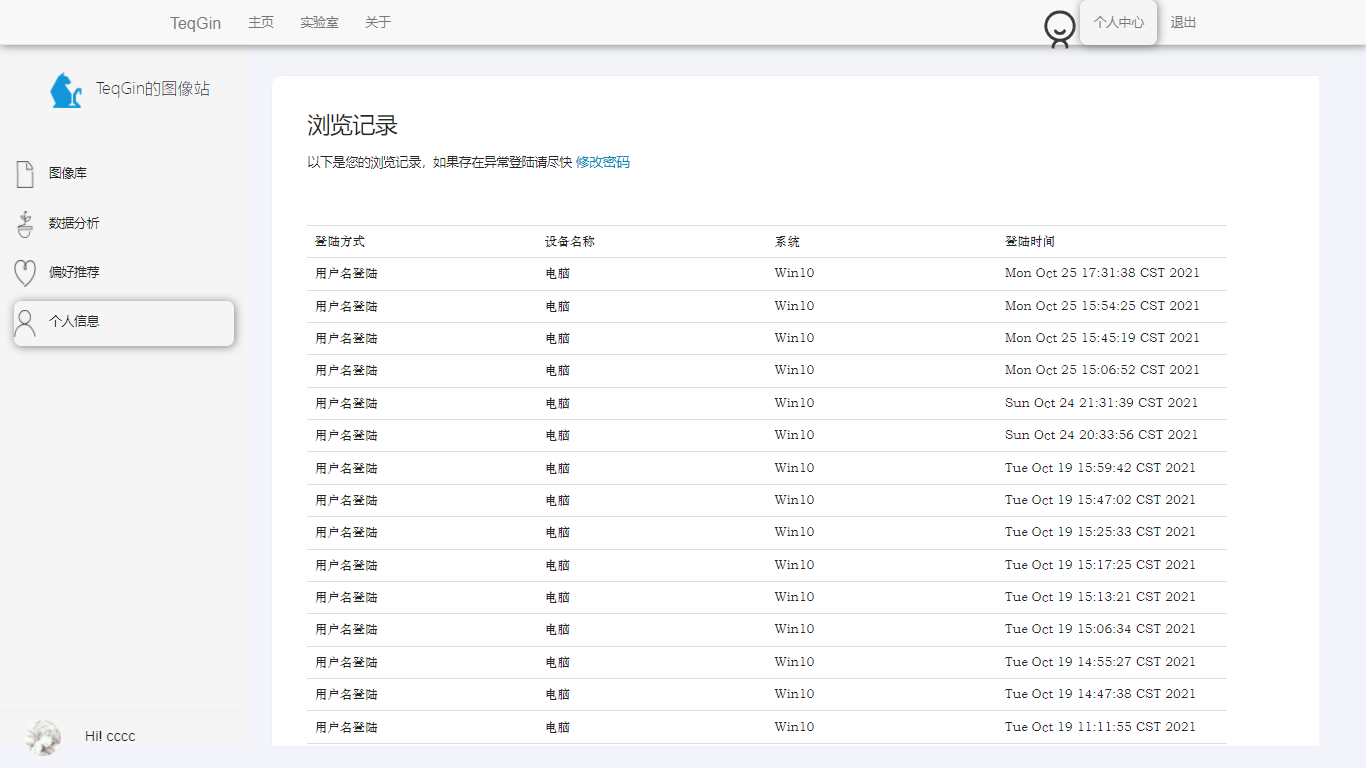 TeqGin 主页 实验室 关于 个人中心 退出
TeqGin的图像站
图像库
数据分析
偏好推荐
个人信息
Hi! cccc
浏览记录
以下是您的浏览记录，如果存在异常登陆请尽快 修改密码
登陆方式 设备名称 系统 登陆时间
用户名登陆 电脑 Win10 Mon Oct 25 17:31:38 CST 2021
用户名登陆 电脑 Win10 Mon Oct 25 15:54:25 CST 2021
用户名登陆 电脑 Win10 Mon Oct 25 15:45:19 CST 2021
用户名登陆 电脑 Win10 Mon Oct 25 15:06:52 CST 2021
用户名登陆 电脑 Win10 Sun Oct 24 21:31:39 CST 2021
用户名登陆 电脑 Win10 Sun Oct 24 20:33:56 CST 2021
用户名登陆 电脑 Win10 Tue Oct 19 15:59:42 CST 2021
用户名登陆 电脑 Win10 Tue Oct 19 15:47:02 CST 2021
用户名登陆 电脑 Win10 Tue Oct 19 15:25:33 CST 2021
用户名登陆 电脑 Win10 Tue Oct 19 15:17:25 CST 2021
用户名登陆 电脑 Win10 Tue Oct 19 15:13:21 CST 2021
用户名登陆 电脑 Win10 Tue Oct 19 15:06:34 CST 2021
用户名登陆 电脑 Win10 Tue Oct 19 14:55:27 CST 2021
用户名登陆 电脑 Win10 Tue Oct 19 14:47:38 CST 2021
用户名登陆 电脑 Win10 Tue Oct 19 11:11:55 CST 2021